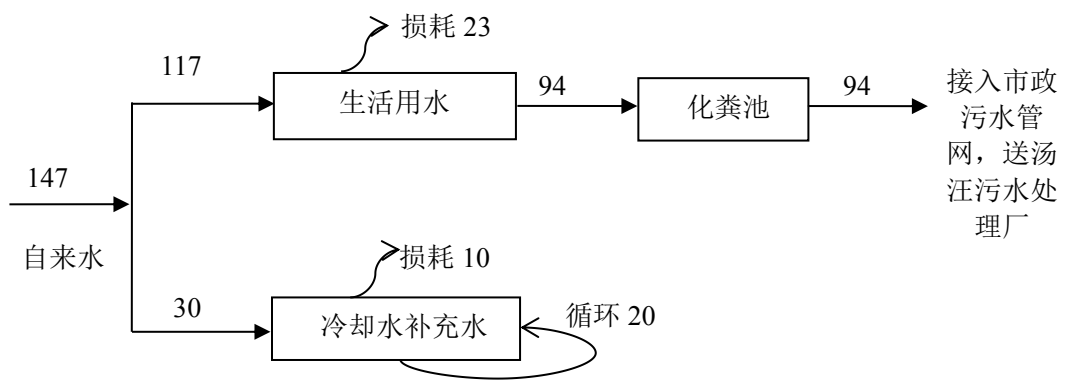 损耗 23
117
生活用水
94
化粪池
94
接入市政
污水管
网，送汤
汪污水处
理厂
147
自来水
损耗 10
30
冷却水补充水
循环 20